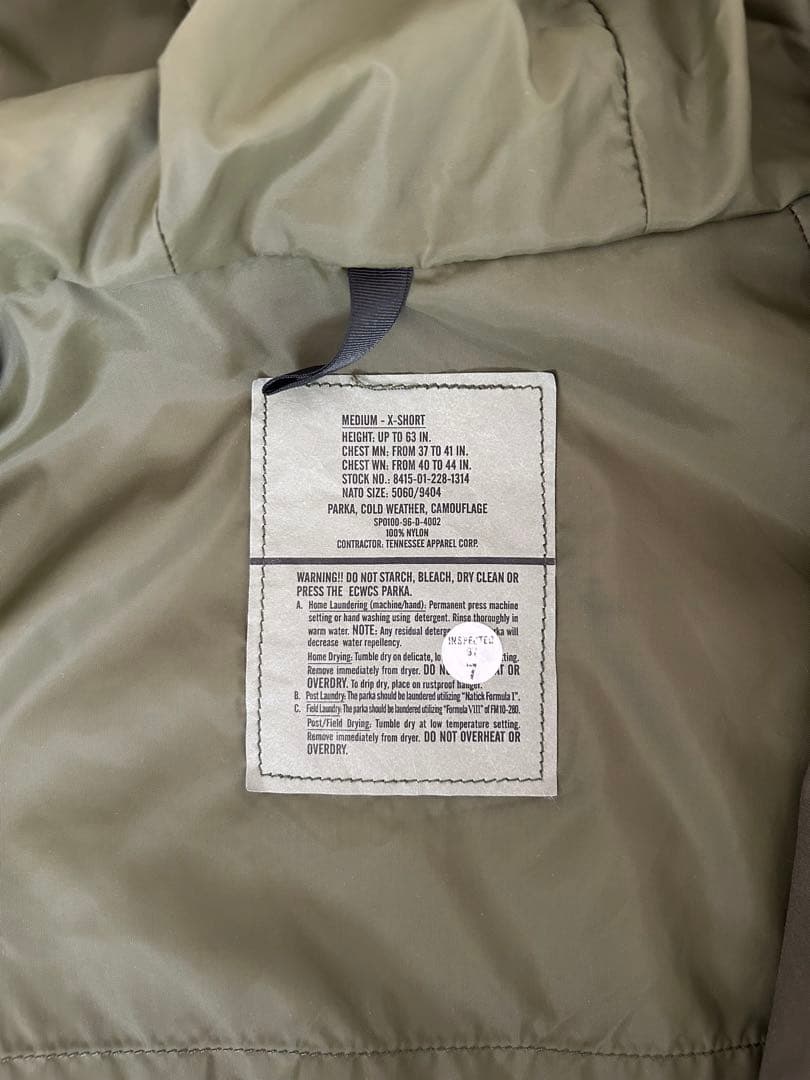 MEDIUM - X-SHORT
HEIGHT: UP TO 63 IN.
CHEST MN: FROM 37 TO 41 IN.
CHEST WN: FROM 40 TO 44 IN.
STOCK NO.: 8415-01-228-1314
NATO SIZE: 5060/9404
PARKA, COLD WEATHER, CAMOUFLAGE
SPO100-96-D-4002
100% NYLON
CONTRACTOR: TENNESSEE APPAREL CORP.
WARNING!! DO NOT STARCH, BLEACH, DRY CLEAN OR
PRESS THE ECWCS PARKA.
A. Home Laundering (machine/hand): Permanent press machine
setting or hand washing using detergent. Rinse thoroughly in
warm water. NOTE: Any residual will
decrease water repellency.
INSPECTED
Home Drying: Tumble dry on delicate,
Remove immediately from dryer. DO OR
7
OVERDRY. To drip dry, place on rustproof hanger.
B. Post Laundry: The parka should be laundered utilizing "Natick Formula I".
C. Field Laundry: The parka should be laundered utilizing "Formula VIII" of FM 10-280.
Post/Field Drying: Tumble dry at low temperature setting.
Remove immediately from dryer. DO NOT OVERHEAT OR
OVERDRY.